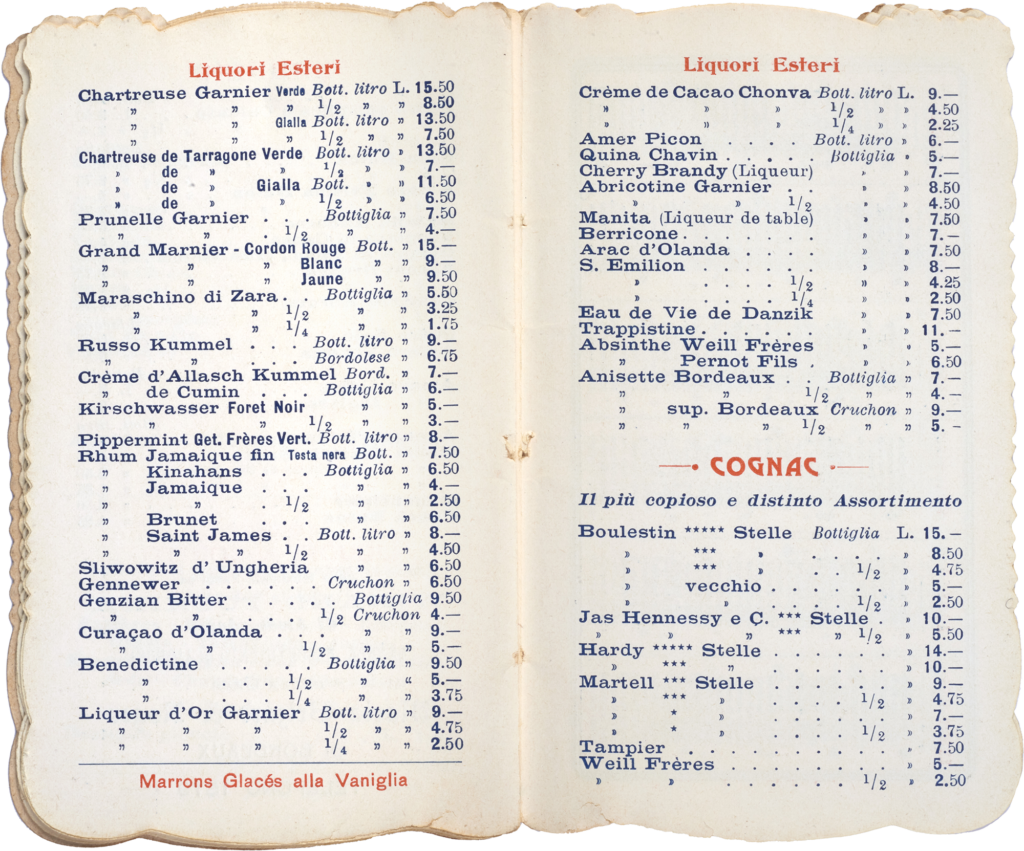 Liquori Esteri
Chartreuse Garnier Verde Bott. litro L. 15.50
" " " 1/2 " " 8.50
" " Gialla Bott. litro " 13.50
" " " 1/2 " " 7.50
Chartreuse de Tarragone Verde Bott. litro " 13.50
" de " " 1/2 " " 7.—
" de " Gialla Bott. " " 11.50
" de " " 1/2 " " 6.50
Prunelle Garnier . . . Bottiglia " 7.50
" " . 1/2 " " 4.—
Grand Marnier - Cordon Rouge Bott. " 15.—
" " " Blanc " " 9.—
" " " Jaune " " 9.50
Maraschino di Zara . . Bottiglia " 5.50
" " 1/2 " " 3.25
" " 1/4 " " 1.75
Russo Kummel . . . Bott. litro " 9.—
" " . . . Bordolese " 6.75
Crème d'Allasch Kummel Bord. " 7.—
" de Cumin . . . Bottiglia " 6.—
Kirschwasser Foret Noir " " 5.—
" " " 1/2 " " 3.—
Pippermint Get. Frères Vert. Bott. litro " 8.—
Rhum Jamaique fin Testa nera Bott. " 7.50
" Kinahans . . . Bottiglia " 6.50
" Jamaique . . . " " 4.—
" " . 1/2 " " 2.50
" Brunet . . . " " 6.50
" Saint James . . Bott. litro " 8.—
" " " 1/2 " " 4.50
Sliwowitz d' Ungheria " " 6.50
Gennewer . . . . . . Cruchon " 6.50
Genzian Bitter . . . . . Bottiglia 9.50
" " . . . 1/2 Cruchon 4.—
Curaçao d'Olanda . . . " " 9.—
" " 1/2 " " 5.—
Benedictine . . . . . Bottiglia " 9.50
" . . . 1/2 " “ 5.—
" . . . . 1/4 " " 3.75
Liqueur d'Or Garnier Bott. litro " 9.—
" " " 1/2 " " 4.75
" " " 1/4 " " 2.50
Marrons Glacés alla Vaniglia
Liquori Esteri
Crème de Cacao Chonva Bott. litro L. 9.—
" " " 1/2 " " 4.50
" " " 1/4 " " 2.25
Amer Picon . . . . Bott. litro " 6.—
Quina Chavin . . . . . Bottiglia " 5.—
Cherry Brandy (Liqueur) " " 7.—
Abricotine Garnier . . " " 8.50
" " 1/2 " " 4.50
Manita (Liqueur de table) " " 7.50
Berricone . . . . . . " " 7.—
Arac d'Olanda . . . . " " 7.50
S. Emilion . . . . . . " " 8.—
" . . . . 1/2 " " 4.25
" . . . . 1/4 " " 2.50
Eau de Vie de Danzik " " 7.50
Trappistine . . . . . . " " 11.—
Absinthe Weill Frères " " 5.—
" Pernot Fils . " " 6.50
Anisette Bordeaux . . Bottiglia " 7.—
" " 1/2 " " 4.—
" sup. Bordeaux Cruchon " 9.—
" " " 1/2 " " 5. -
COGNAC
Il più copioso e distinto Assortimento
Boulestin ***** Stelle Bottiglia L. 15.—
" *** " . . . . " 8.50
" *** " . . 1/2 " 4.75
" vecchio . . . . " 5.—
" " . . . . . . 1/2 " 2.50
Jas Hennessy e Ç. *** Stelle . " 10.—
" " " *** " 1/2 " 5.50
Hardy ***** Stelle . . . . . . " 14.—
" *** " . . . . . . " 10.—
Martell *** Stelle . . . . . . " 9.—
" *** " . . . . . 1/2 " 4.75
" * " . . . . . . " 7.—
" * " . . . . . 1/2 " 3.75
Tampier . . . . . . . . . " 7.50
Weill Frères . . . . . . . " 5.—
" " . . . . . . 1/2 " 2.50